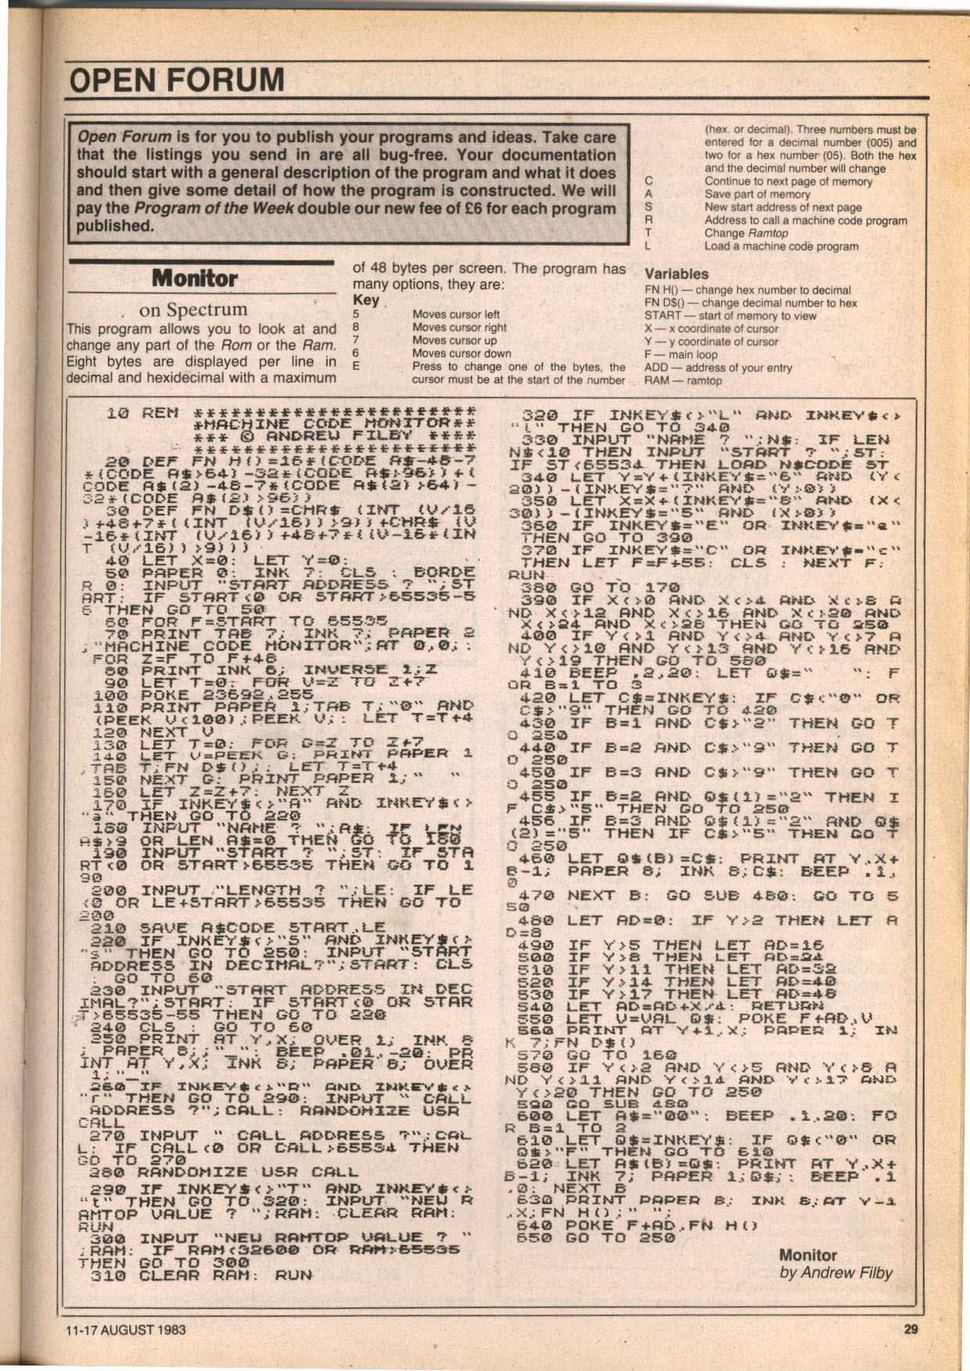 OPEN FORUM
Open Forum is for you to publish your programs and ideas. Take care
that the listings you send in are all bug-free. Your documentation
should start with a general description of the program and what it does
and then give some detail of how the program is constructed. We will
pay the Program of the Week double our new fee of £6 for each program
published.
Monitor
on Spectrum
This program allows you to look at and
change any part of the Rom or the Ram.
Eight bytes are displayed per line in
decimal and hexidecimal with a maximum
of 48 bytes per screen. The program has
many options, they are:
Key
5 Moves cursor left
8 Moves cursor right
7 Moves cursor up
6 Moves cursor down
E Press to change one of the bytes, the
cursor must be at the start of the number
(hex. or decimal). Three numbers must be
entered for a decimal number (005) and
two for a hex number (05). Both the hex
and the decimal number will change
C Continue to next page of memory
A Save part of memory
S New start address of next page
R Address to call a machine code program
T Change Ramtop
L Load a machine code program
Variables
FN H() — change hex number to decimal
FN D$() — change decimal number to hex
START — start of memory to view
X — x coordinate of cursor
Y — y coordinate of cursor
F — main loop
ADD — address of your entry
RAM — ramtop
10 REM **********************
*MACHINE CODE MONITOR**
*** © ANDREW FILBY ****
**********************
20 DEF FN H()=16*(CODE A$-48-7
*(CODE A$>64)-32*(CODE A$>96))+(
CODE A$(2)-48-7*(CODE A$(2)>64)-
32*(CODE A$(2)>96))
30 DEF FN D$()=CHR$ (INT (V/16
)+48+7*((INT (V/16))>9))+CHR$ (V
-16*(INT (V/16))+48+7*((V-16*(IN
T (V/16))>9)))
40 LET X=0: LET Y=0:
50 PAPER 0: INK 7: CLS : BORDE
R 0: INPUT "START ADDRESS ? ";ST
ART: IF START<0 OR START>65535-5
5 THEN GO TO 50
60 FOR F=START TO 65535
70 PRINT TAB 7; INK 7; PAPER 2
;"MACHINE CODE MONITOR";AT 0,0;:
FOR Z=F TO F+48
80 PRINT INK 6; INVERSE 1;Z
90 LET T=0: FOR V=Z TO Z+7
100 POKE 23692,255
110 PRINT PAPER 1;TAB T;"0" AND
(PEEK V<100);PEEK V;: LET T=T+4
120 NEXT V
130 LET T=0: FOR G=Z TO Z+7
140 LET V=PEEK G: PRINT PAPER 1
;TAB T;FN D$();: LET T=T+4
150 NEXT G: PRINT PAPER 1;"  "
160 LET Z=Z+7: NEXT Z
170 IF INKEY$<>"A" AND INKEY$<>
"a" THEN GO TO 220
180 INPUT "NAME ? ";A$: IF LEN
A$>9 OR LEN A$=0 THEN GO TO 180
190 INPUT "START ? ";ST: IF STA
RT<0 OR START>65535 THEN GO TO 1
90
200 INPUT "LENGTH ? ";LE: IF LE
<0 OR LE+START>65535 THEN GO TO
200
210 SAVE A$CODE START,LE
220 IF INKEY$<>"S" AND INKEY$<>
"s" THEN GO TO 250: INPUT "START
ADDRESS IN DECIMAL?";START: CLS
: GO TO 60
230 INPUT "START ADDRESS IN DEC
IMAL?";START: IF START<0 OR STAR
T>65535-55 THEN GO TO 220
240 CLS : GO TO 60
250 PRINT AT Y,X; OVER 1; INK 8
; PAPER 8;;"_": BEEP .01,-20: PR
INT AT Y,X; INK 8; PAPER 8; OVER
1;"_"
260 IF INKEY$<>"R" AND INKEY$<>
"r" THEN GO TO 290: INPUT " CALL
ADDRESS ?";CALL: RANDOMIZE USR
CALL
270 INPUT " CALL ADDRESS ?";CAL
L: IF CALL<0 OR CALL>65534 THEN
GO TO 270
280 RANDOMIZE USR CALL
290 IF INKEY$<>"T" AND INKEY$<>
"t" THEN GO TO 320: INPUT "NEW R
AMTOP VALUE ? ";RAM: CLEAR RAM:
RUN
300 INPUT "NEW RAMTOP VALUE ? "
;RAM: IF RAM<32600 OR RAM>65535
THEN GO TO 300
310 CLEAR RAM: RUN
320 IF INKEY$<>"L" AND INKEY$<>
"l" THEN GO TO 340
330 INPUT "NAME ? ";N$: IF LEN
N$<10 THEN INPUT "START ? ";ST:
IF ST<65534 THEN LOAD N$CODE ST
340 LET Y=Y+(INKEY$="6" AND (Y<
20))-(INKEY$="7" AND (Y>0))
350 LET X=X+(INKEY$="8" AND (X<
30))-(INKEY$="5" AND (X>0))
360 IF INKEY$="E" OR INKEY$="e"
THEN GO TO 390
370 IF INKEY$="C" OR INKEY$="c"
THEN LET F=F+55: CLS : NEXT F:
RUN
380 GO TO 170
390 IF X<>0 AND X<>4 AND X<>8 A
ND X<>12 AND X<>16 AND X<>20 AND
X<>24 AND X<>28 THEN GO TO 250
400 IF Y<>1 AND Y<>4 AND Y<>7 A
ND Y<>10 AND Y<>13 AND Y<>16 AND
Y<>19 THEN GO TO 580
410 BEEP .2,20: LET Q$="   ": F
OR B=1 TO 3
420 LET C$=INKEY$: IF C$<"0" OR
C$>"9" THEN GO TO 420
430 IF B=1 AND C$>"2" THEN GO T
O 250
440 IF B=2 AND C$>"9" THEN GO T
O 250
450 IF B=3 AND C$>"9" THEN GO T
O 250
455 IF B=2 AND Q$(1)="2" THEN I
F C$>"5" THEN GO TO 250
456 IF B=3 AND Q$(1)="2" AND Q$
(2)="5" THEN IF C$>"5" THEN GO T
O 250
460 LET Q$(B)=C$: PRINT AT Y,X+
B-1; PAPER 8; INK 8;C$: BEEP .1,
0
470 NEXT B: GO SUB 480: GO TO 5
50
480 LET AD=0: IF Y>2 THEN LET A
D=8
490 IF Y>5 THEN LET AD=16
500 IF Y>8 THEN LET AD=24
510 IF Y>11 THEN LET AD=32
520 IF Y>14 THEN LET AD=40
530 IF Y>17 THEN LET AD=48
540 LET AD=AD+X/4: RETURN
550 LET V=VAL Q$: POKE F+AD,V
560 PRINT AT Y+1,X; PAPER 1; IN
K 7;FN D$()
570 GO TO 160
580 IF Y<>2 AND Y<>5 AND Y<>8 A
ND Y<>11 AND Y<>14 AND Y<>17 AND
Y<>20 THEN GO TO 250
590 GO SUB 480
600 LET A$="00": BEEP .1,20: FO
R B=1 TO 2
610 LET Q$=INKEY$: IF Q$<"0" OR
Q$>"F" THEN GO TO 610
620 LET A$(B)=Q$: PRINT AT Y,X+
B-1; INK 7; PAPER 1;Q$;: BEEP .1
,0: NEXT B
630 PRINT PAPER 8; INK 8;AT Y-1
,X;FN H();" ";
640 POKE F+AD,FN H()
650 GO TO 250
Monitor
by Andrew Filby
11-17 AUGUST 1983
29